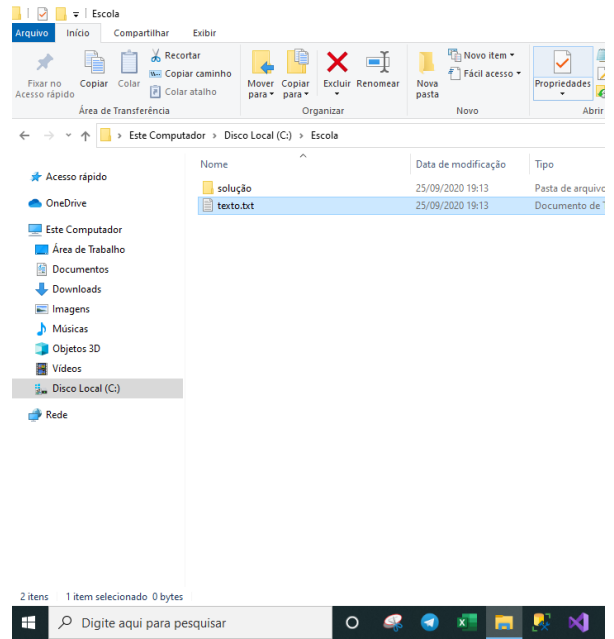 Escola
Arquivo Início Compartilhar Exibir
Fixar no Acesso rápido
Copiar
Colar
Recortar
Copiar caminho
Colar atalho
Mover para
Copiar para
Excluir
Renomear
Nova pasta
Novo item
Fácil acesso
Propriedades
Área de Transferência Organizar Novo Abrir
Este Computador > Disco Local (C:) > Escola
Nome Data de modificação Tipo
solução 25/09/2020 19:13 Pasta de arquivo
texto.txt 25/09/2020 19:13 Documento de
Acesso rápido
OneDrive
Este Computador
Área de Trabalho
Documentos
Downloads
Imagens
Músicas
Objetos 3D
Vídeos
Disco Local (C:)
Rede
2 itens 1 item selecionado 0 bytes
Digite aqui para pesquisar